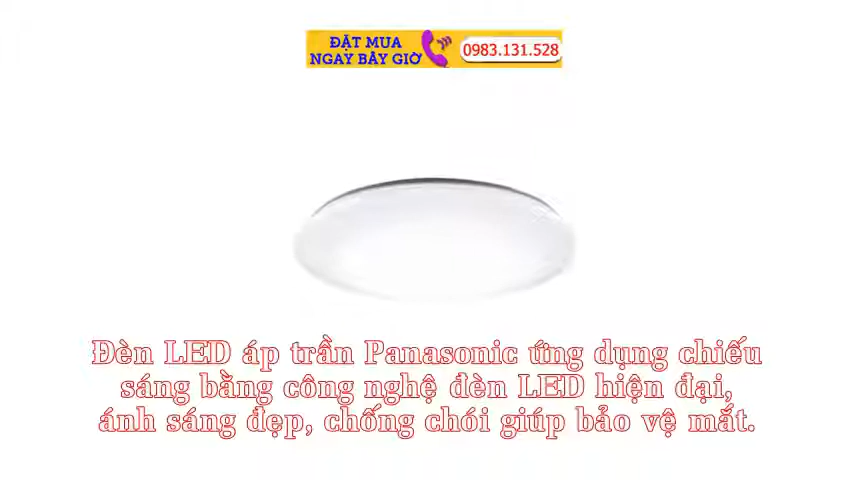 ĐẶT MUA
NGAY BÂY GIỜ
0983.131.528
Đèn LED áp trần Panasonic ứng dụng chiếu
sáng bằng công nghệ đèn LED hiện đại,
ánh sáng đẹp, chống chói giúp bảo vệ mắt.